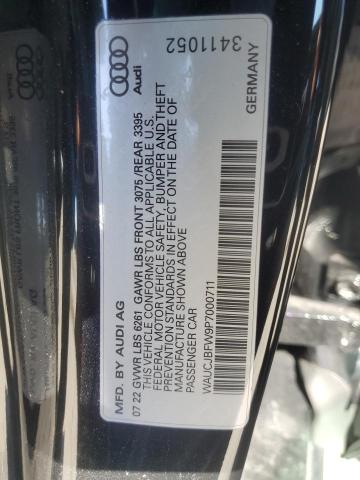 MFD. BY AUDI AG
07.22 GVWR LBS 6261 GAWR LBS FRONT 3075 /REAR 3395
THIS VEHICLE CONFORMS TO ALL APPLICABLE U.S.
FEDERAL MOTOR VEHICLE SAFETY, BUMPER AND THEFT
PREVENTION STANDARDS IN EFFECT ON THE DATE OF
MANUFACTURE SHOWN ABOVE
PASSENGER CAR
WAUCJBFW9P7000711
Audi
3411052
GERMANY